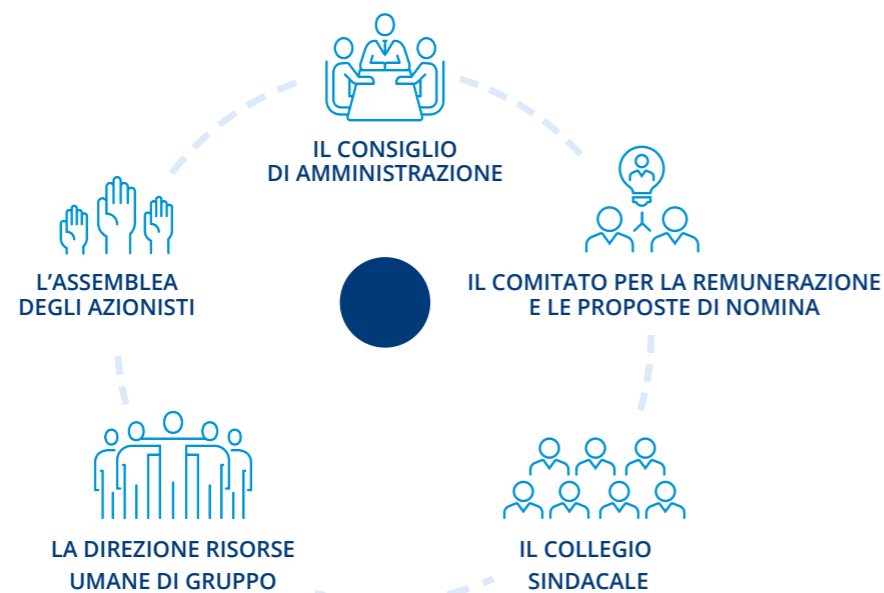 IL CONSIGLIO
DI AMMINISTRAZIONE
L'ASSEMBLEA
DEGLI AZIONISTI
IL COMITATO PER LA REMUNERAZIONE
E LE PROPOSTE DI NOMINA
LA DIREZIONE RISORSE
UMANE DI GRUPPO
IL COLLEGIO
SINDACALE